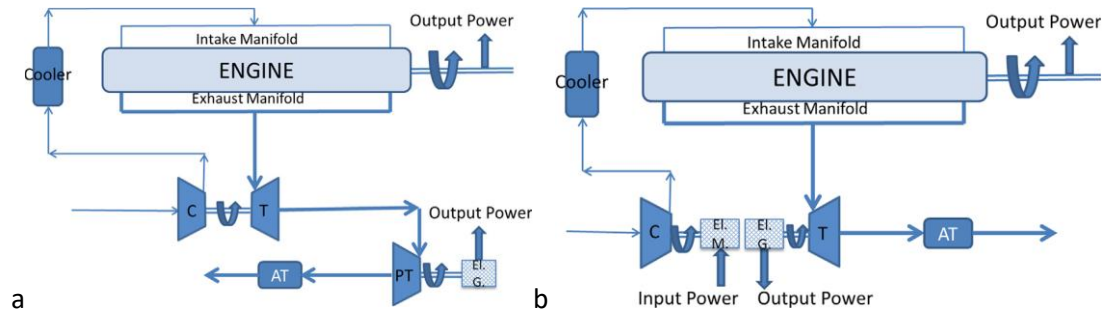 Output Power
Intake Manifold
Cooler
ENGINE
Exhaust Manifold
C
T
Output Power
El.
G.
PT
AT
a
Output Power
Intake Manifold
Cooler
ENGINE
Exhaust Manifold
C
El.
M.
El.
G.
T
AT
Input Power
Output Power
b